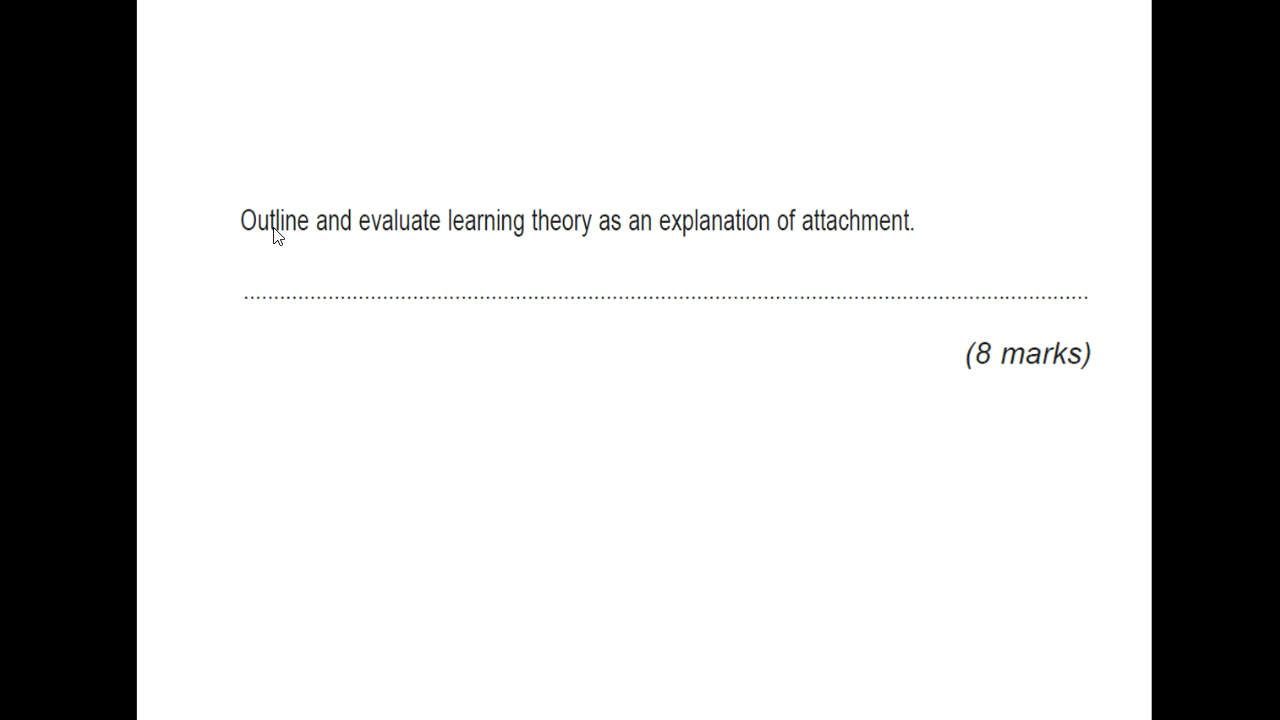 Outline and evaluate learning theory as an explanation of attachment.
(8 marks)